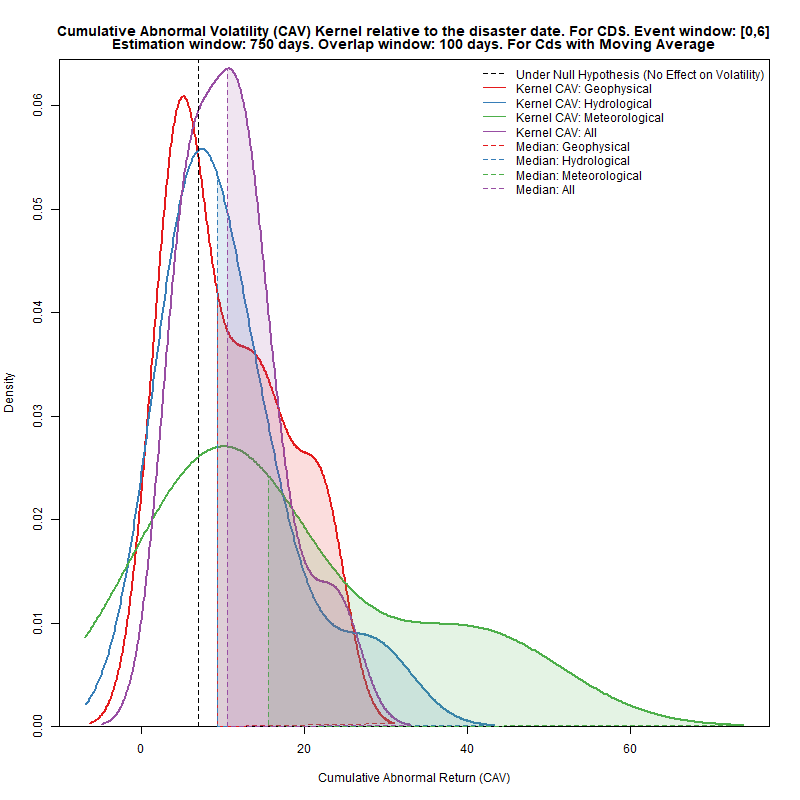 Cumulative Abnormal Volatility (CAV) Kernel relative to the disaster date. For CDS. Event window: [0,6]
Estimation window: 750 days. Overlap window: 100 days. For Cds with Moving Average
Under Null Hypothesis (No Effect on Volatility)
Kernel CAV: Geophysical
Kernel CAV: Hydrological
Kernel CAV: Meteorological
Kernel CAV: All
Median: Geophysical
Median: Hydrological
Median: Meteorological
Median: All
Density
0.06
0.05
0.04
0.03
0.02
0.01
0.00
0
20
40
60
Cumulative Abnormal Return (CAV)